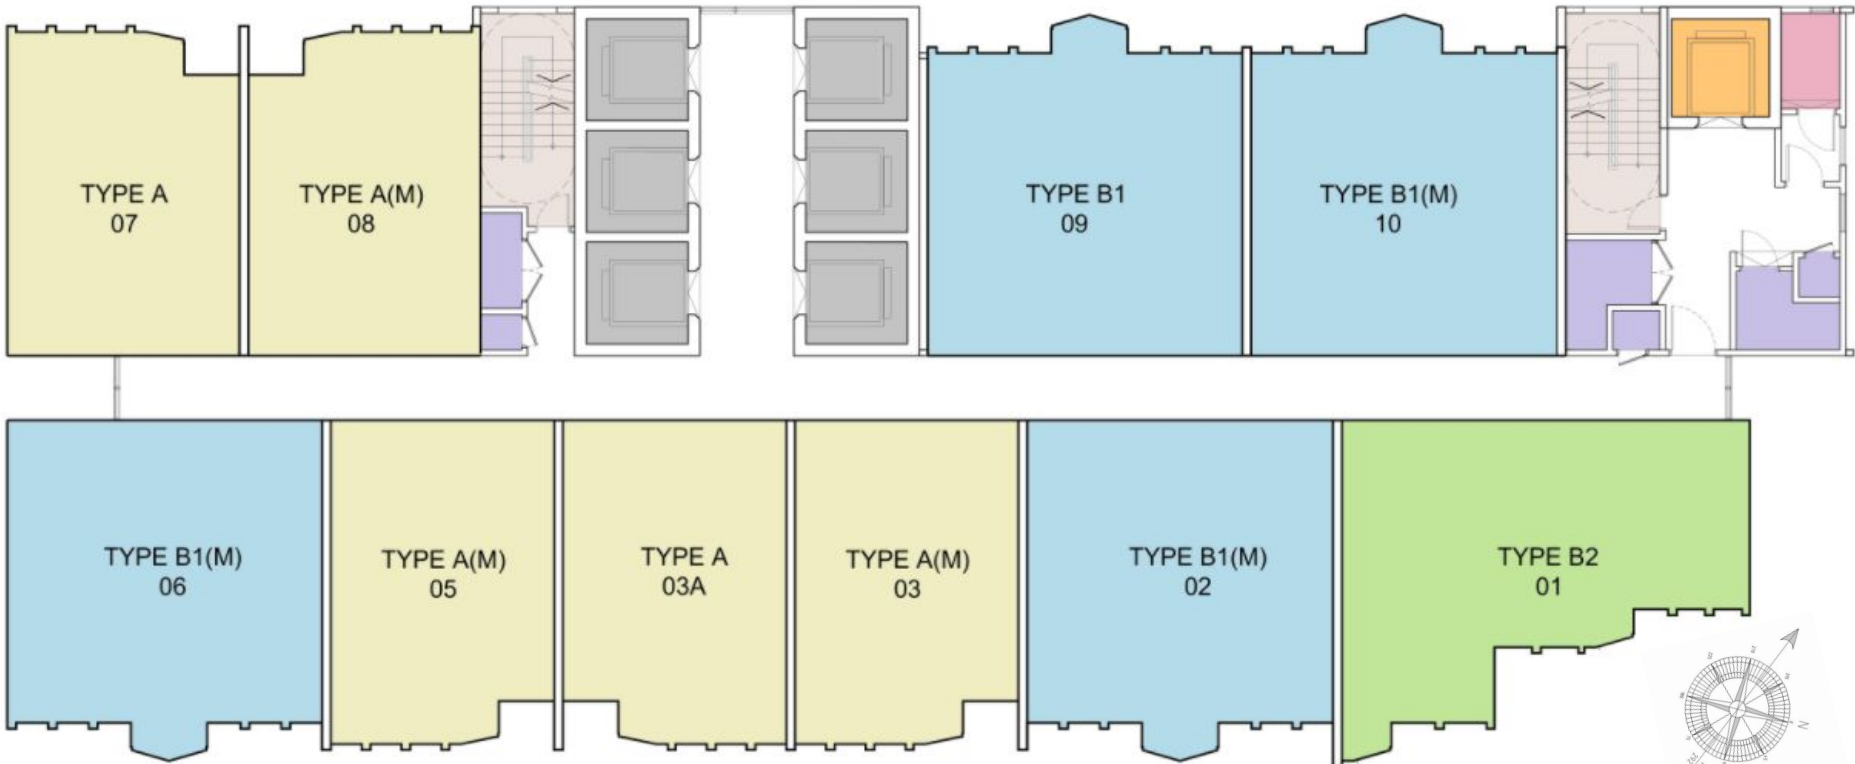 TYPE A
07
TYPE A(M)
08
TYPE B1
09
TYPE B1(M)
10
TYPE B1(M)
06
TYPE A(M)
05
TYPE A
03A
TYPE A(M)
03
TYPE B1(M)
02
TYPE B2
01
N